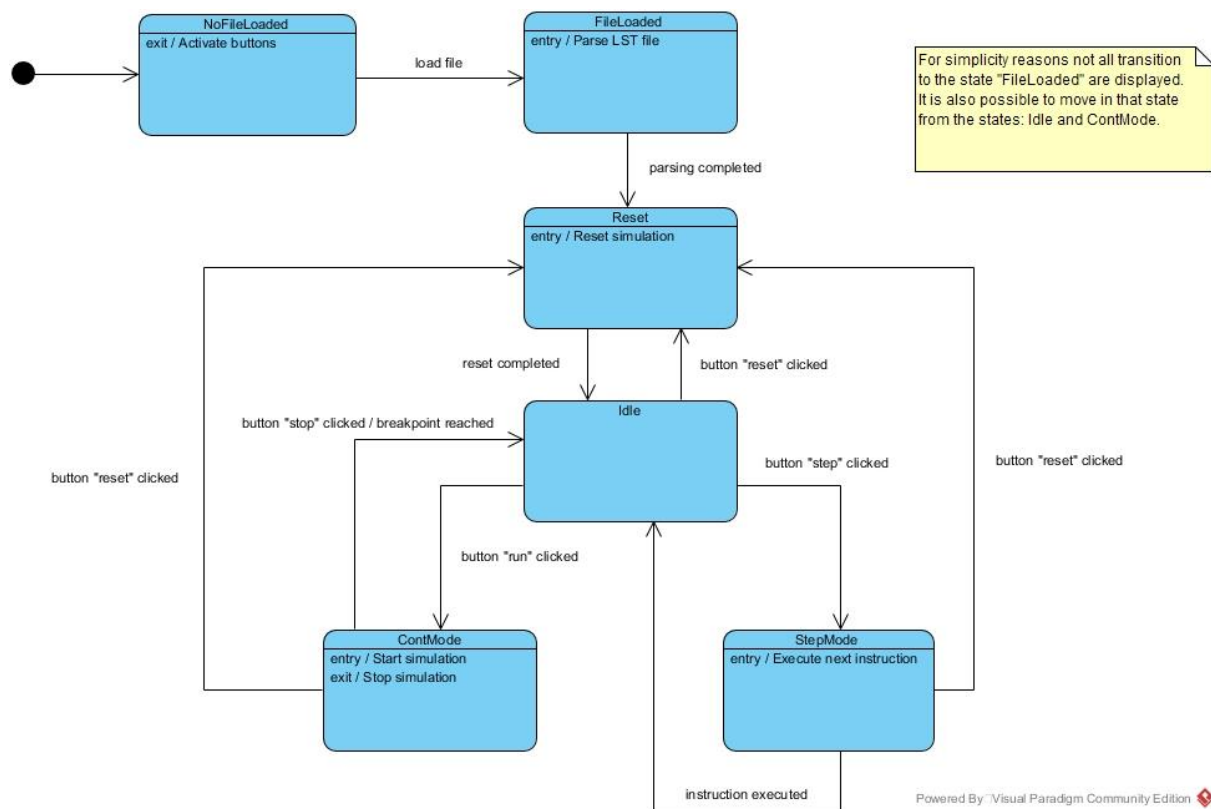 NoFileLoaded
exit / Activate buttons
load file
FileLoaded
entry / Parse LST file
For simplicity reasons not all transition
to the state "FileLoaded" are displayed.
It is also possible to move in that state
from the states: Idle and ContMode.
parsing completed
Reset
entry / Reset simulation
reset completed
button "reset" clicked
Idle
button "stop" clicked / breakpoint reached
button "step" clicked
button "reset" clicked
button "reset" clicked
button "run" clicked
ContMode
entry / Start simulation
exit / Stop simulation
StepMode
entry / Execute next instruction
instruction executed
Powered By Visual Paradigm Community Edition